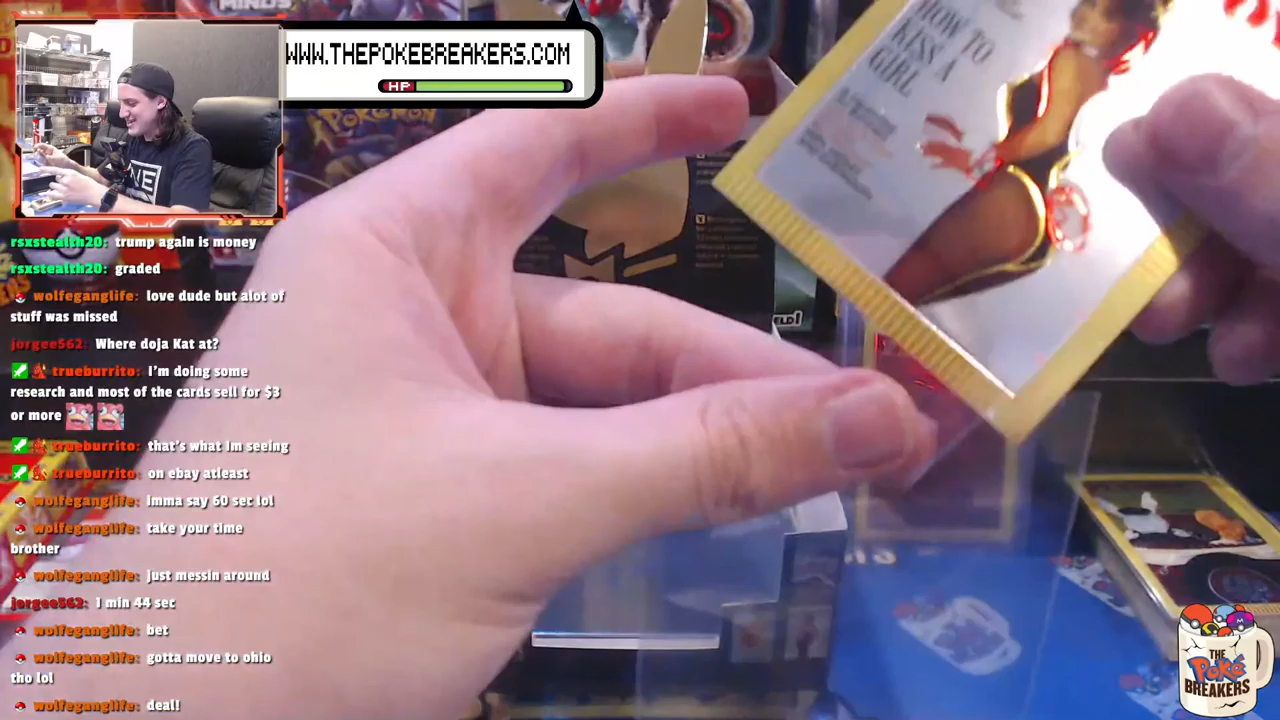 WWW.THEPOKEBREAKERS.COM
HP
HOW TO
KISS A
GIRL
POKéMON
rsxstealth20: trump again is money
rsxstealth20: graded
wolfeganglife: love dude but alot of
stuff was missed
jorgee562: Where doja Kat at?
trueburrito: I'm doing some
research and most of the cards sell for $3
or more
trueburrito: that's what Im seeing
trueburrito: on ebay atleast
wolfeganglife: Imma say 60 sec lol
wolfeganglife: take your time
brother
wolfeganglife: just messin around
jorgee562: 1 min 44 sec
wolfeganglife: bet
wolfeganglife: gotta move to ohio
tho lol
wolfeganglife: deal!
THE
Poké
BREAKERS